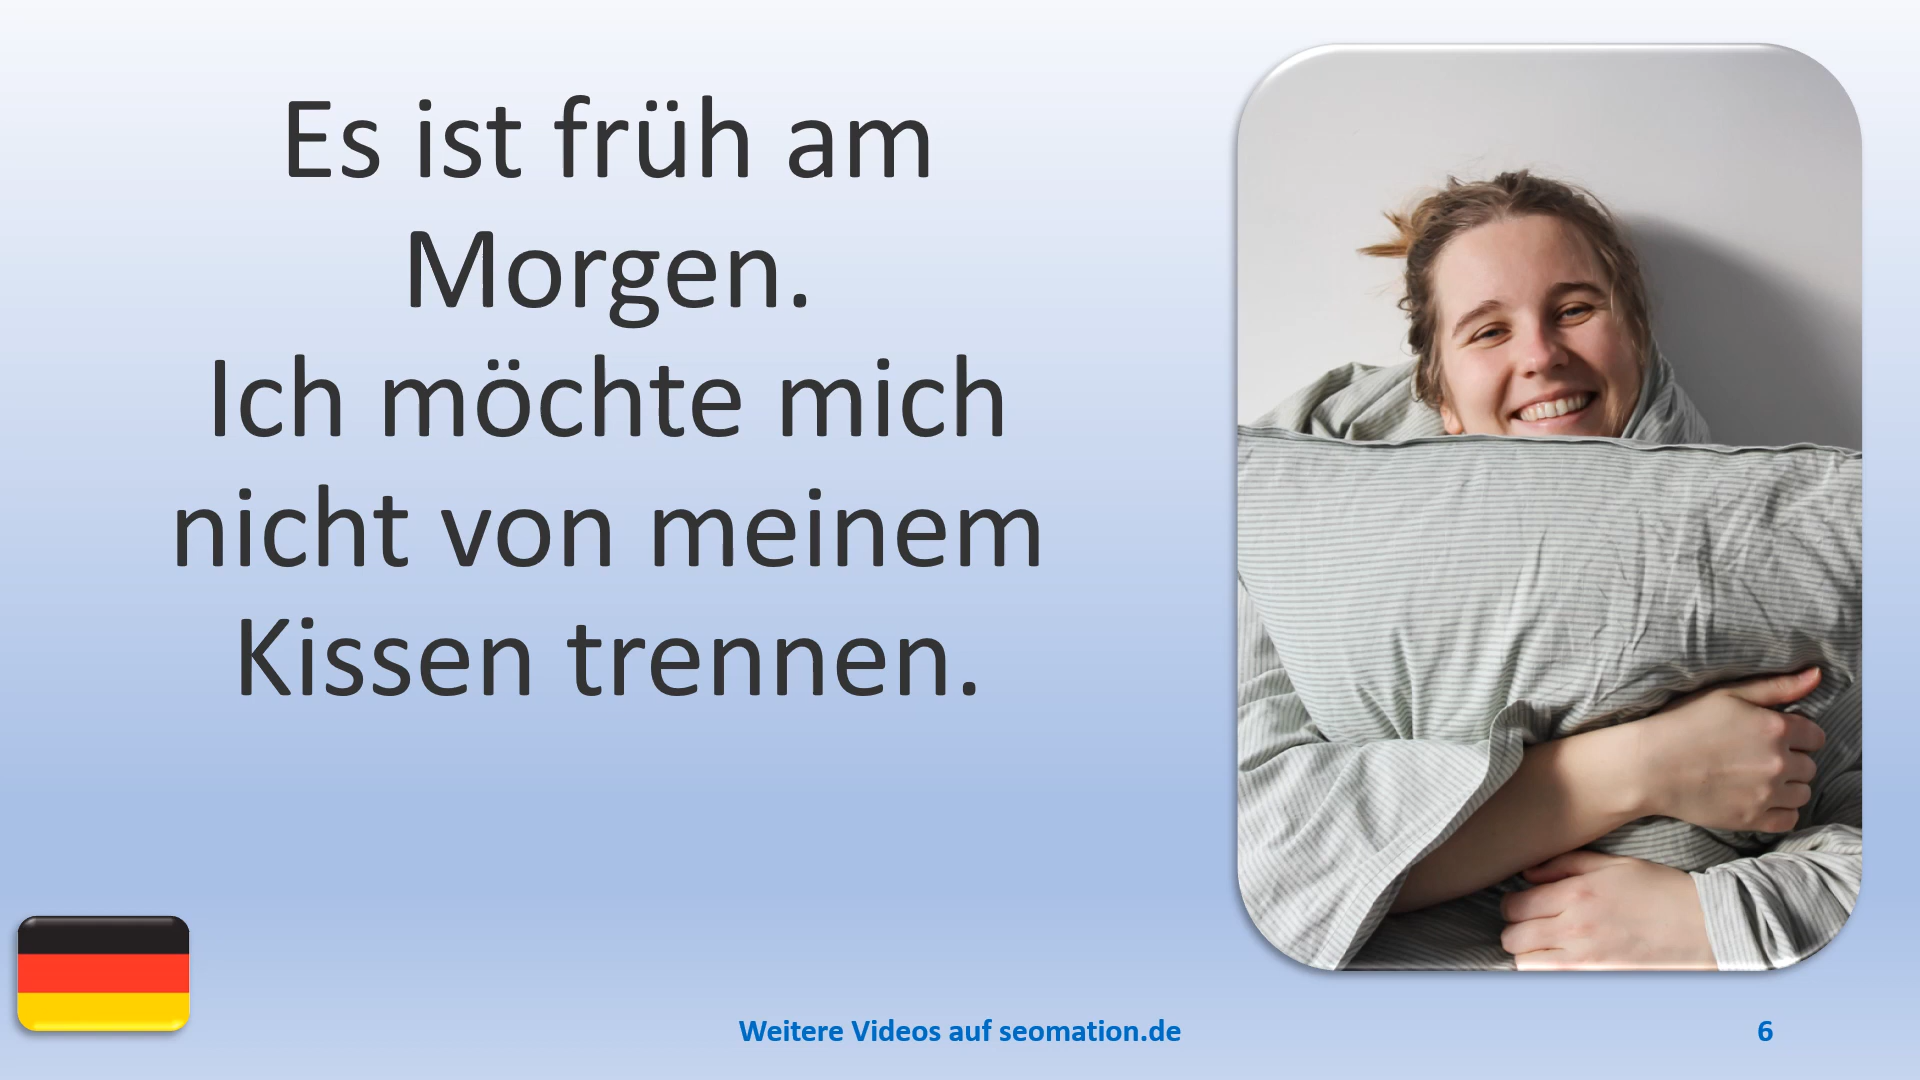 Es ist früh am
Morgen.
Ich möchte mich
nicht von meinem
Kissen trennen.
Weitere Videos auf seomation.de
6